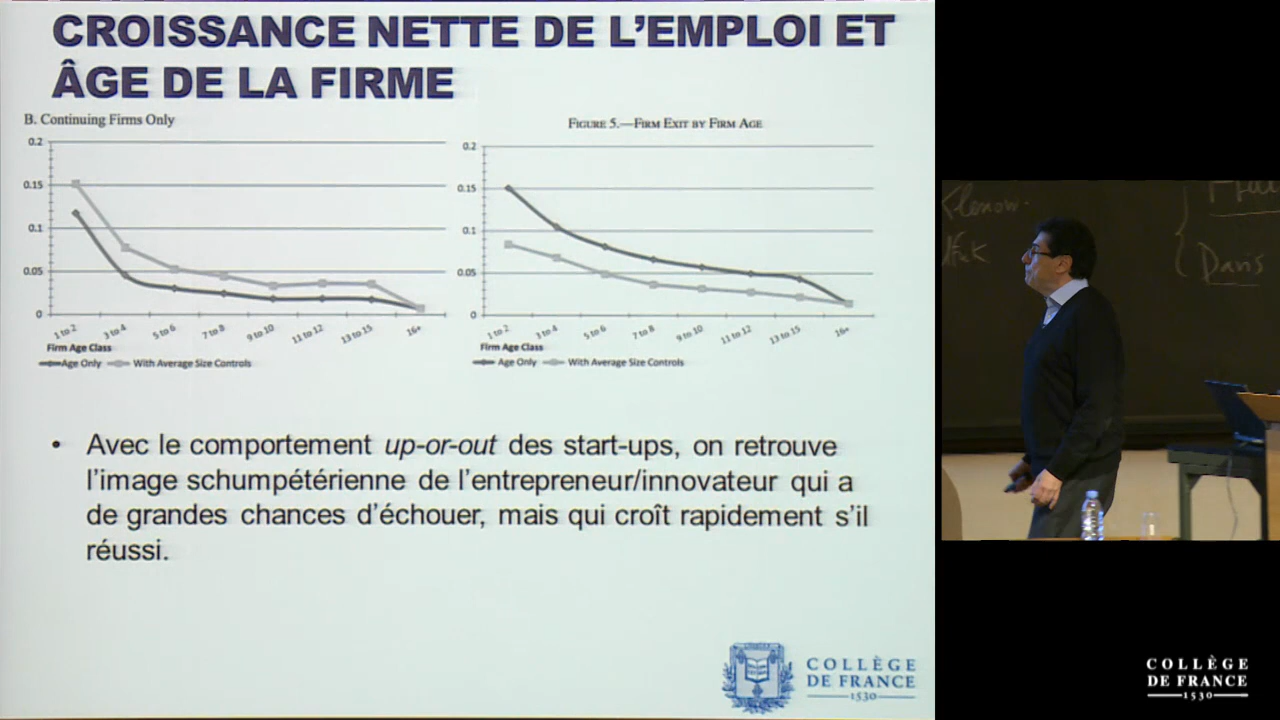 CROISSANCE NETTE DE L'EMPLOI ET
ÂGE DE LA FIRME
B. Continuing Firms Only
0.2
0.15
0.1
0.05
0
1 to 2
3 to 4
5 to 6
7 to 8
9 to 10
11 to 12
13 to 15
16+
Firm Age Class
Age Only
With Average Size Controls
FIGURE 5.—FIRM EXIT BY FIRM AGE
0.2
0.15
0.1
0.05
0
1 to 2
3 to 4
5 to 6
7 to 8
9 to 10
11 to 12
13 to 15
16+
Firm Age Class
Age Only
With Average Size Controls
• Avec le comportement up-or-out des start-ups, on retrouve
l'image schumpétérienne de l'entrepreneur/innovateur qui a
de grandes chances d'échouer, mais qui croît rapidement s'il
réussi.
COLLÈGE
DE FRANCE
1530
Klenow
Dans
COLLÈGE
DE FRANCE
1530